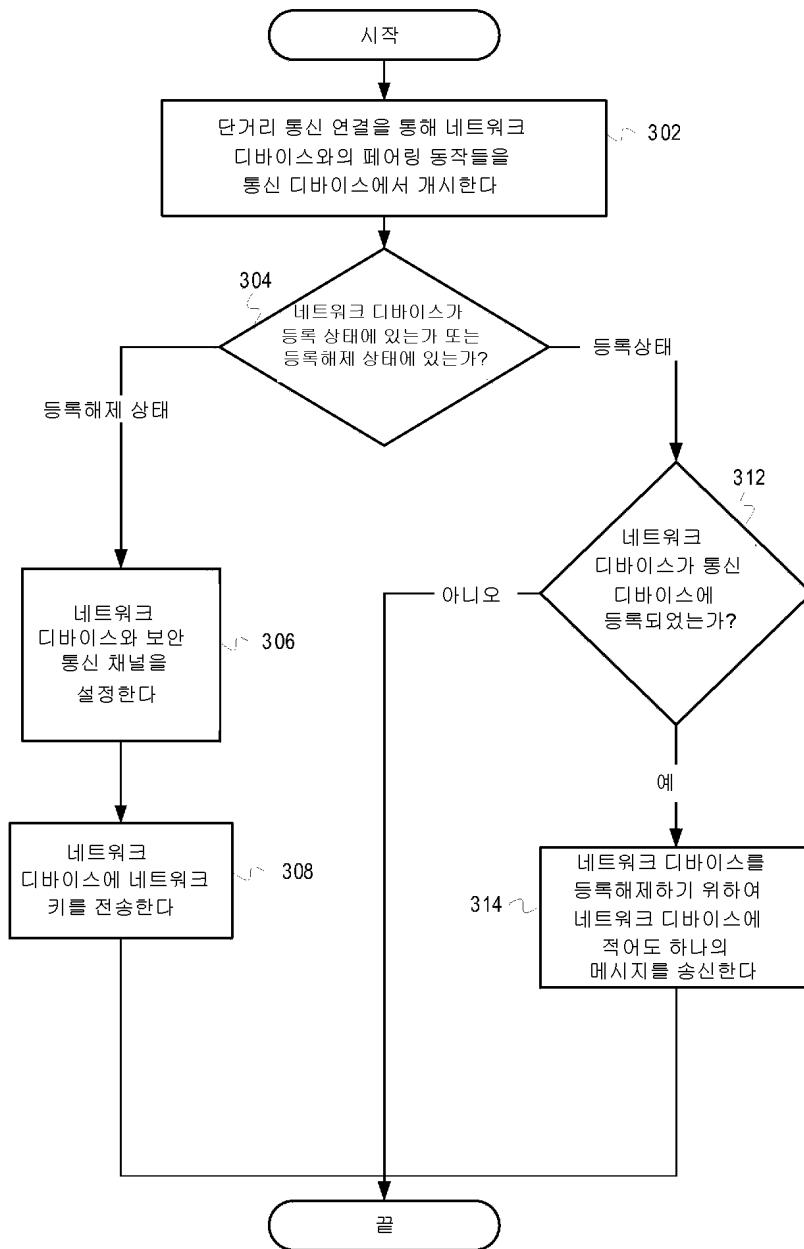 시작
단거리 통신 연결을 통해 네트워크
디바이스와의 페어링 동작들을
통신 디바이스에서 개시한다
302
304
네트워크 디바이스가
등록 상태에 있는가 또는
등록해제 상태에 있는가?
등록상태
등록해제 상태
312
네트워크
디바이스가 통신
디바이스에
등록되었는가?
아니오
예
네트워크
디바이스와 보안
통신 채널을
설정한다
306
네트워크
디바이스에 네트워크
키를 전송한다
308
네트워크 디바이스를
등록해제하기 위하여
네트워크 디바이스에
적어도 하나의
메시지를 송신한다
314
끝